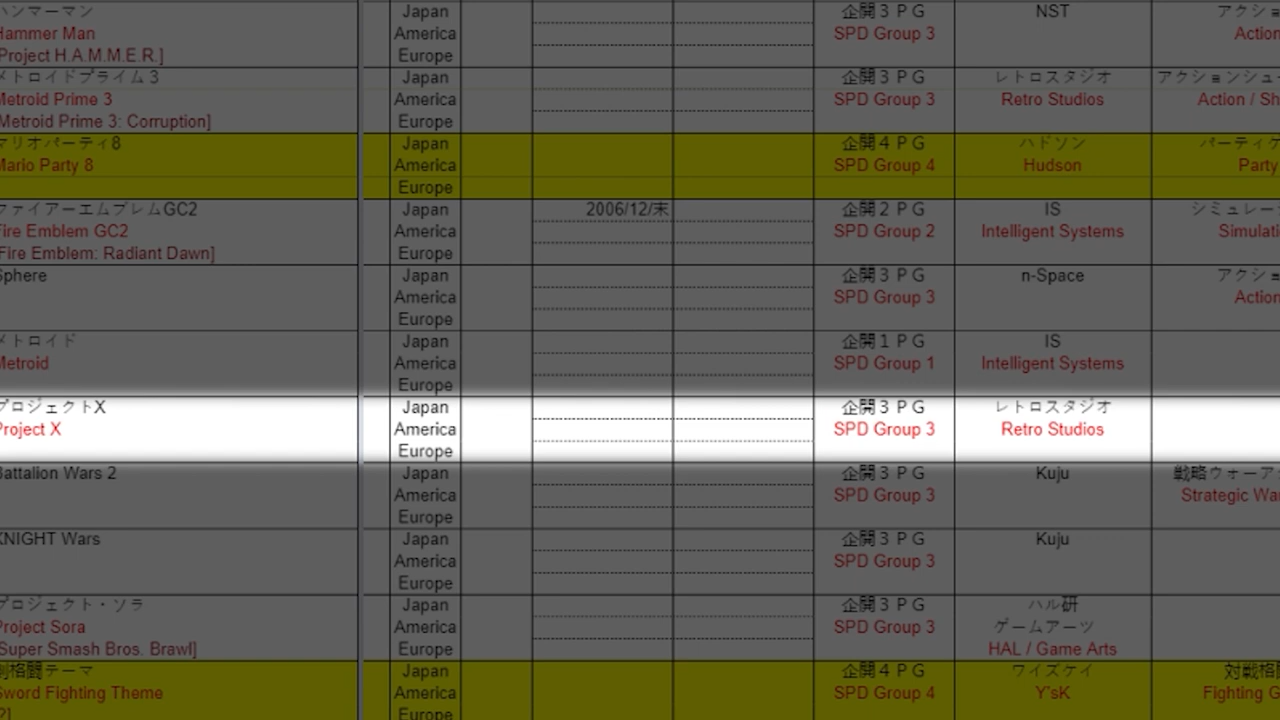 ハンマーマン Japan 企開3PG NST アクショ
Hammer Man America SPD Group 3 Action
[Project H.A.M.M.E.R.] Europe
メトロイドプライム3 Japan 企開3PG レトロスタジオ アクションシュー
Metroid Prime 3 America SPD Group 3 Retro Studios Action / Sh
[Metroid Prime 3: Corruption] Europe
マリオパーティ8 Japan 企開4PG ハドソン パーティゲ
Mario Party 8 America SPD Group 4 Hudson Party
Europe
ファイアーエムブレムGC2 Japan 2006/12/末 企開2PG IS シミュレー
Fire Emblem GC2 America SPD Group 2 Intelligent Systems Simulati
[Fire Emblem: Radiant Dawn] Europe
Sphere Japan 企開3PG n-Space アクショ
America SPD Group 3 Action
Europe
メトロイド Japan 企開1PG IS
Metroid America SPD Group 1 Intelligent Systems
Europe
プロジェクトX Japan 企開3PG レトロスタジオ
Project X America SPD Group 3 Retro Studios
Europe
Battalion Wars 2 Japan 企開3PG Kuju 戦略ウォーア
America SPD Group 3 Strategic War
Europe
KNIGHT Wars Japan 企開3PG Kuju
America SPD Group 3
Europe
プロジェクト・ソラ Japan 企開3PG ハル研
Project Sora America SPD Group 3 ゲームアーツ
[Super Smash Bros. Brawl] Europe HAL / Game Arts
剣格闘テーマ Japan 企開4PG ワイズケイ 対戦格闘
Sword Fighting Theme America SPD Group 4 Y'sK Fighting G
[?] Europe